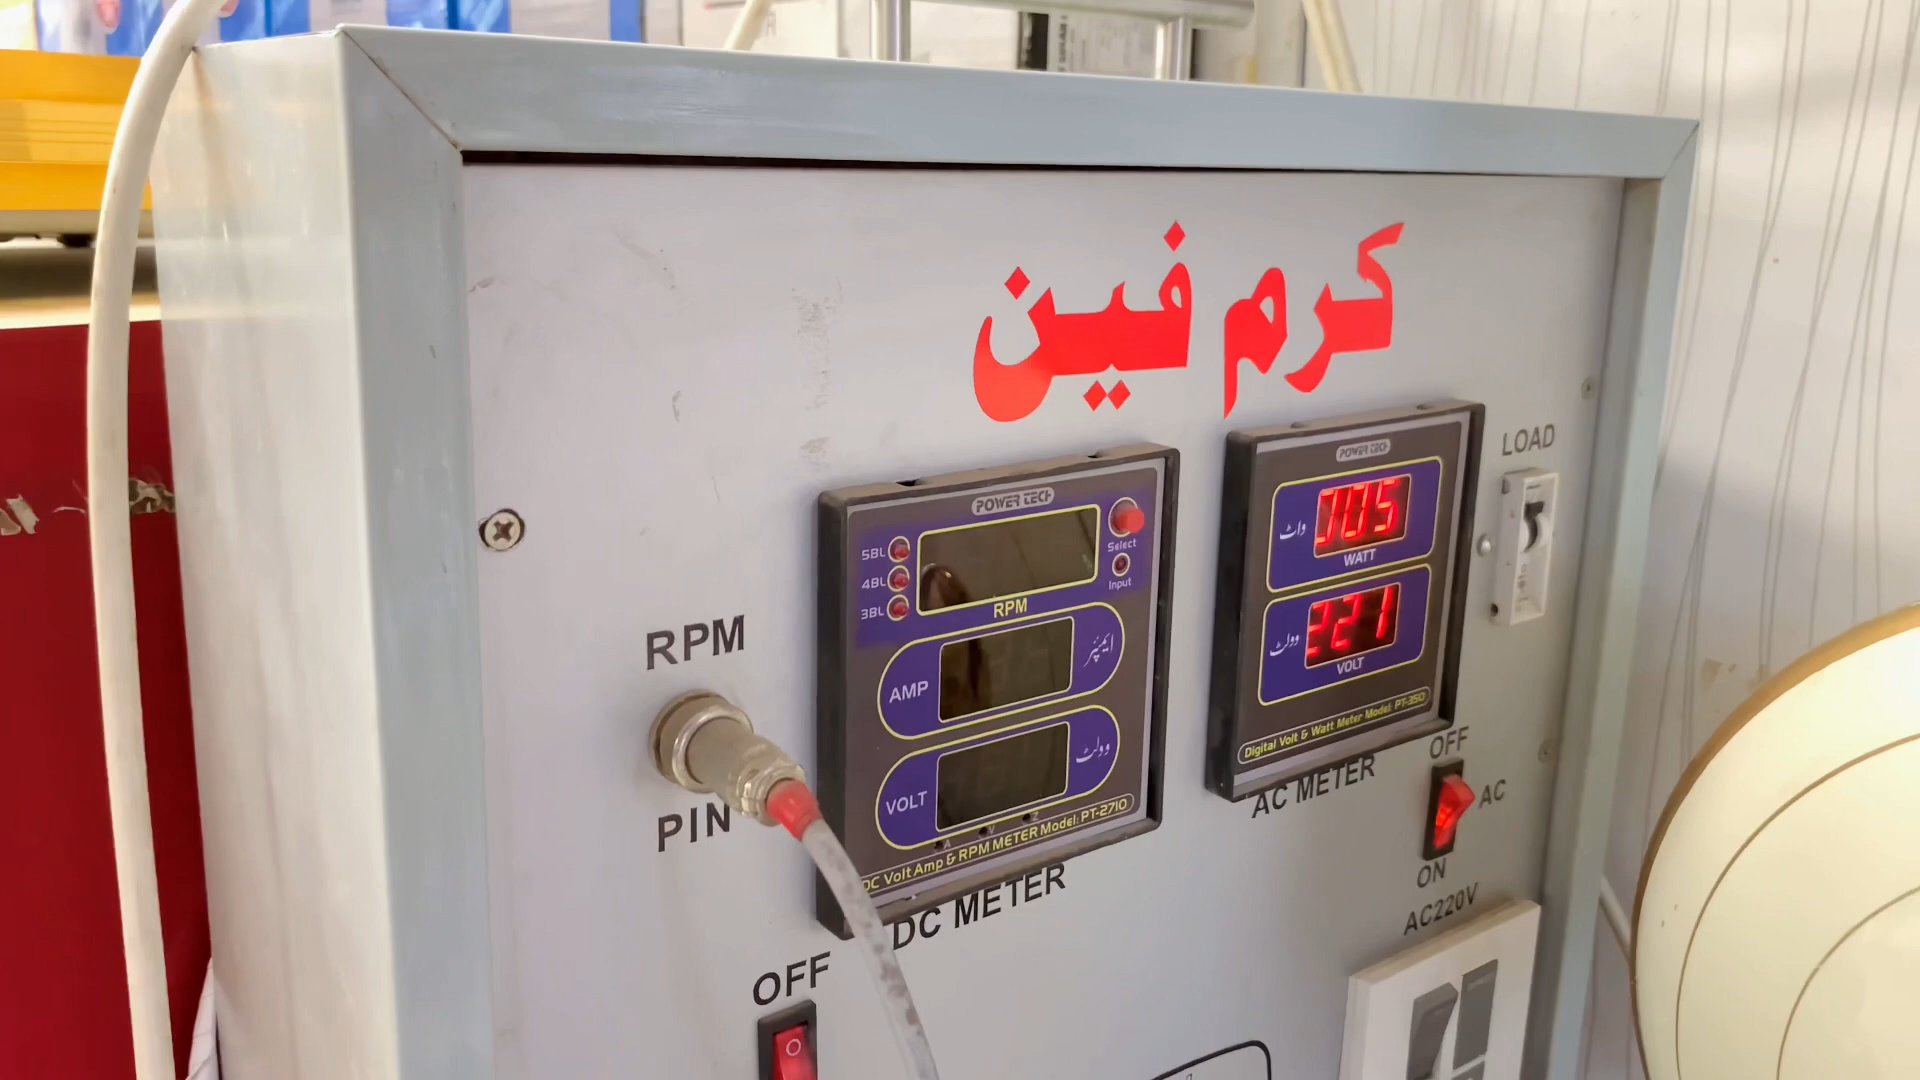 کرم فین
LOAD
POWER TECH
واٹ
005
WATT
وولٹ
221
VOLT
Digital Volt & Watt Meter Model: PT-350
AC METER
OFF
AC
ON
AC220V
POWER TECH
5BL
4BL
3BL
Select
Input
RPM
AMP
ایمپئر
VOLT
وولٹ
A
V
Z
DC Volt Amp & RPM METER Model: PT-2710
DC METER
RPM
PIN
OFF